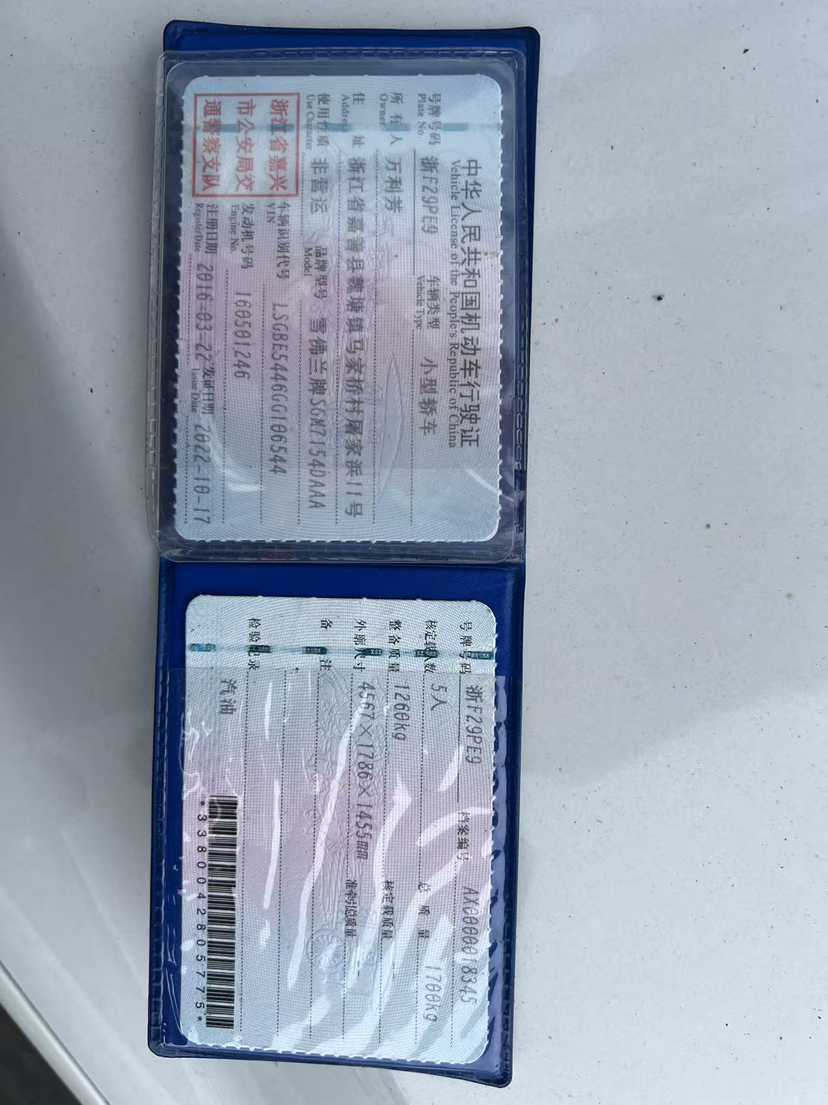 中华人民共和国机动车行驶证
Vehicle License of the People's Republic of China
号牌号码 浙F29PE9 车辆类型 小型轿车
Plate No. Vehicle Type
所有人 万利芳
Owner
住址 浙江省嘉善县魏塘镇马家桥村屠家浜11号
Address
使用性质 非营运 品牌型号 雪佛兰牌SGM7154DAAA
Use Character Model
浙江省嘉兴
市公安局交
通警察支队
车辆识别代号 LSGBE5446GG106544
VIN
发动机号码 160501246
Engine No.
注册日期 2016-03-22 发证日期 2022-10-17
Register Date Issue Date
号牌号码 浙F29PE9 档案编号 AXG0000018345
核定载人数 5人 总质量 1700kg
整备质量 1260kg 核定载质量
外廓尺寸 4567×1786×1455mm 准牵引总质量
备注
检验记录
汽油
*3380042805775*